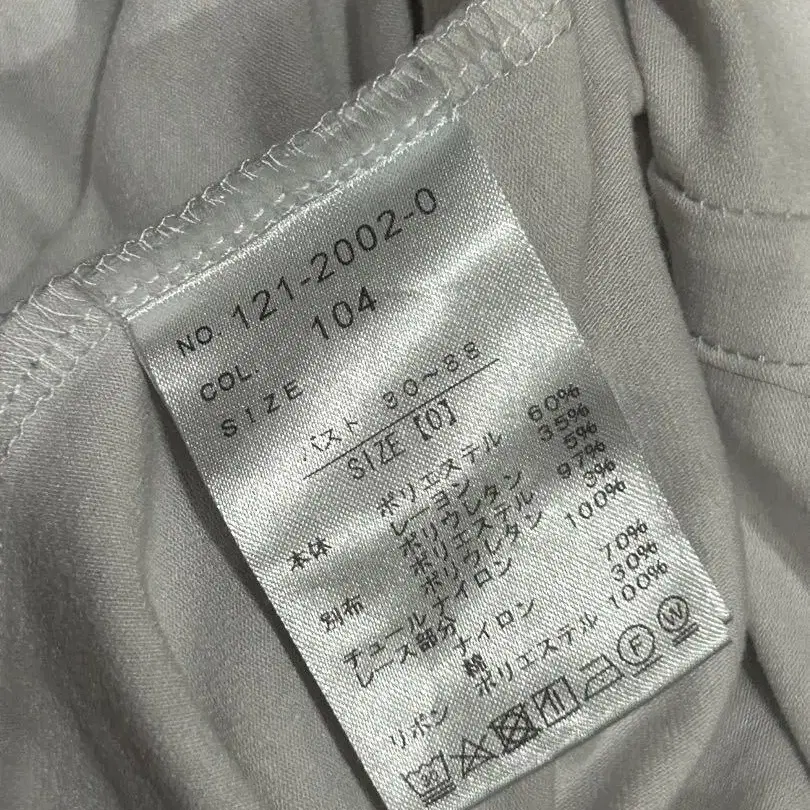 NO. 121-2002-0
COL. 104
SIZE
バスト 80~88
SIZE【0】
本体 ポリエステル 60%
レーヨン 35%
ポリウレタン 5%
別布 ポリエステル 97%
ポリウレタン 3%
チュール ナイロン 100%
レース部分
ナイロン 70%
綿 30%
リボン ポリエステル 100%
P W